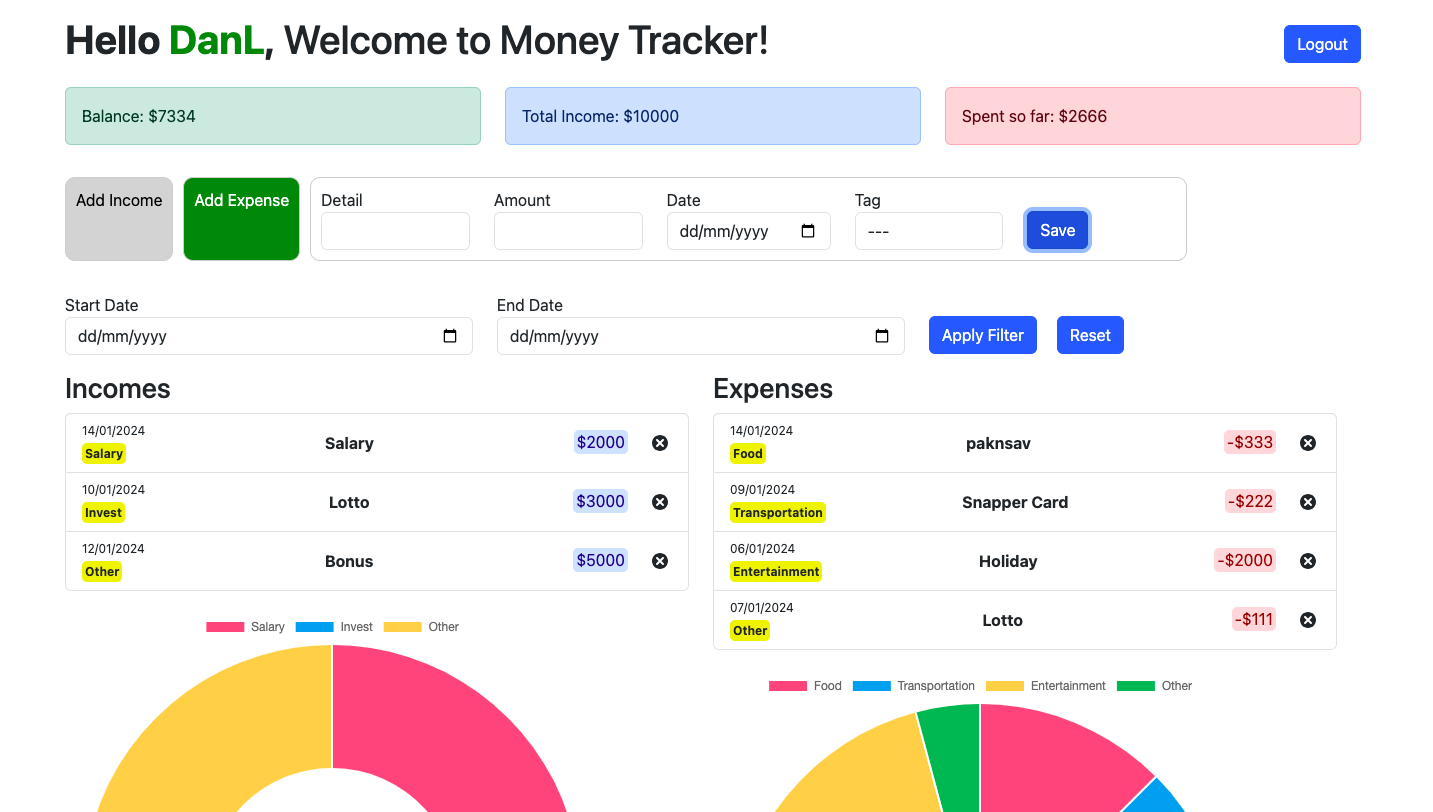 Hello DanL, Welcome to Money Tracker!
Logout
Balance: $7334
Total Income: $10000
Spent so far: $2666
Add Income
Add Expense
Detail
Amount
Date
Tag
dd/mm/yyyy
---
Save
Start Date
End Date
dd/mm/yyyy
dd/mm/yyyy
Apply Filter
Reset
Incomes
14/01/2024
Salary
Salary
$2000
10/01/2024
Invest
Lotto
$3000
12/01/2024
Other
Bonus
$5000
Salary
Invest
Other
Expenses
14/01/2024
Food
paknsav
-$333
09/01/2024
Transportation
Snapper Card
-$222
06/01/2024
Entertainment
Holiday
-$2000
07/01/2024
Other
Lotto
-$111
Food
Transportation
Entertainment
Other